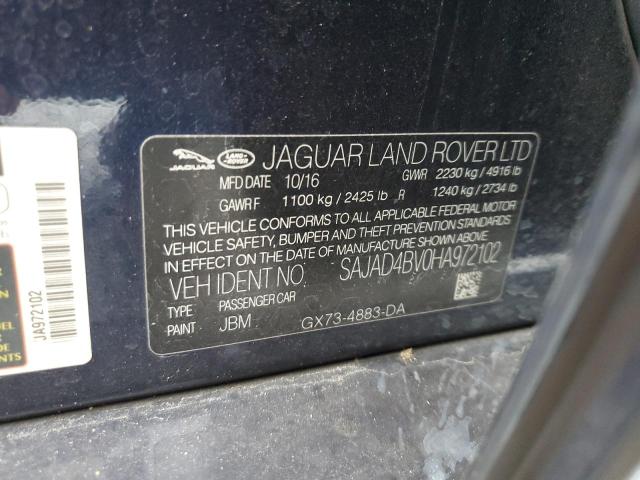 JAGUAR LAND-ROVER JAGUAR LAND ROVER LTD
MFD DATE 10/16 GWR 2230 kg / 4916 lb
GAWR F 1100 kg / 2425 lb R 1240 kg / 2734 lb
THIS VEHICLE CONFORMS TO ALL APPLICABLE FEDERAL MOTOR
VEHICLE SAFETY, BUMPER AND THEFT PREVENTION STANDARDS
IN EFFECT ON THE DATE OF MANUFACTURE SHOWN ABOVE.
VEH IDENT NO SAJAD4BV0HA972102
TYPE PASSENGER CAR
PAINT JBM GX73-4883-DA
JA972102